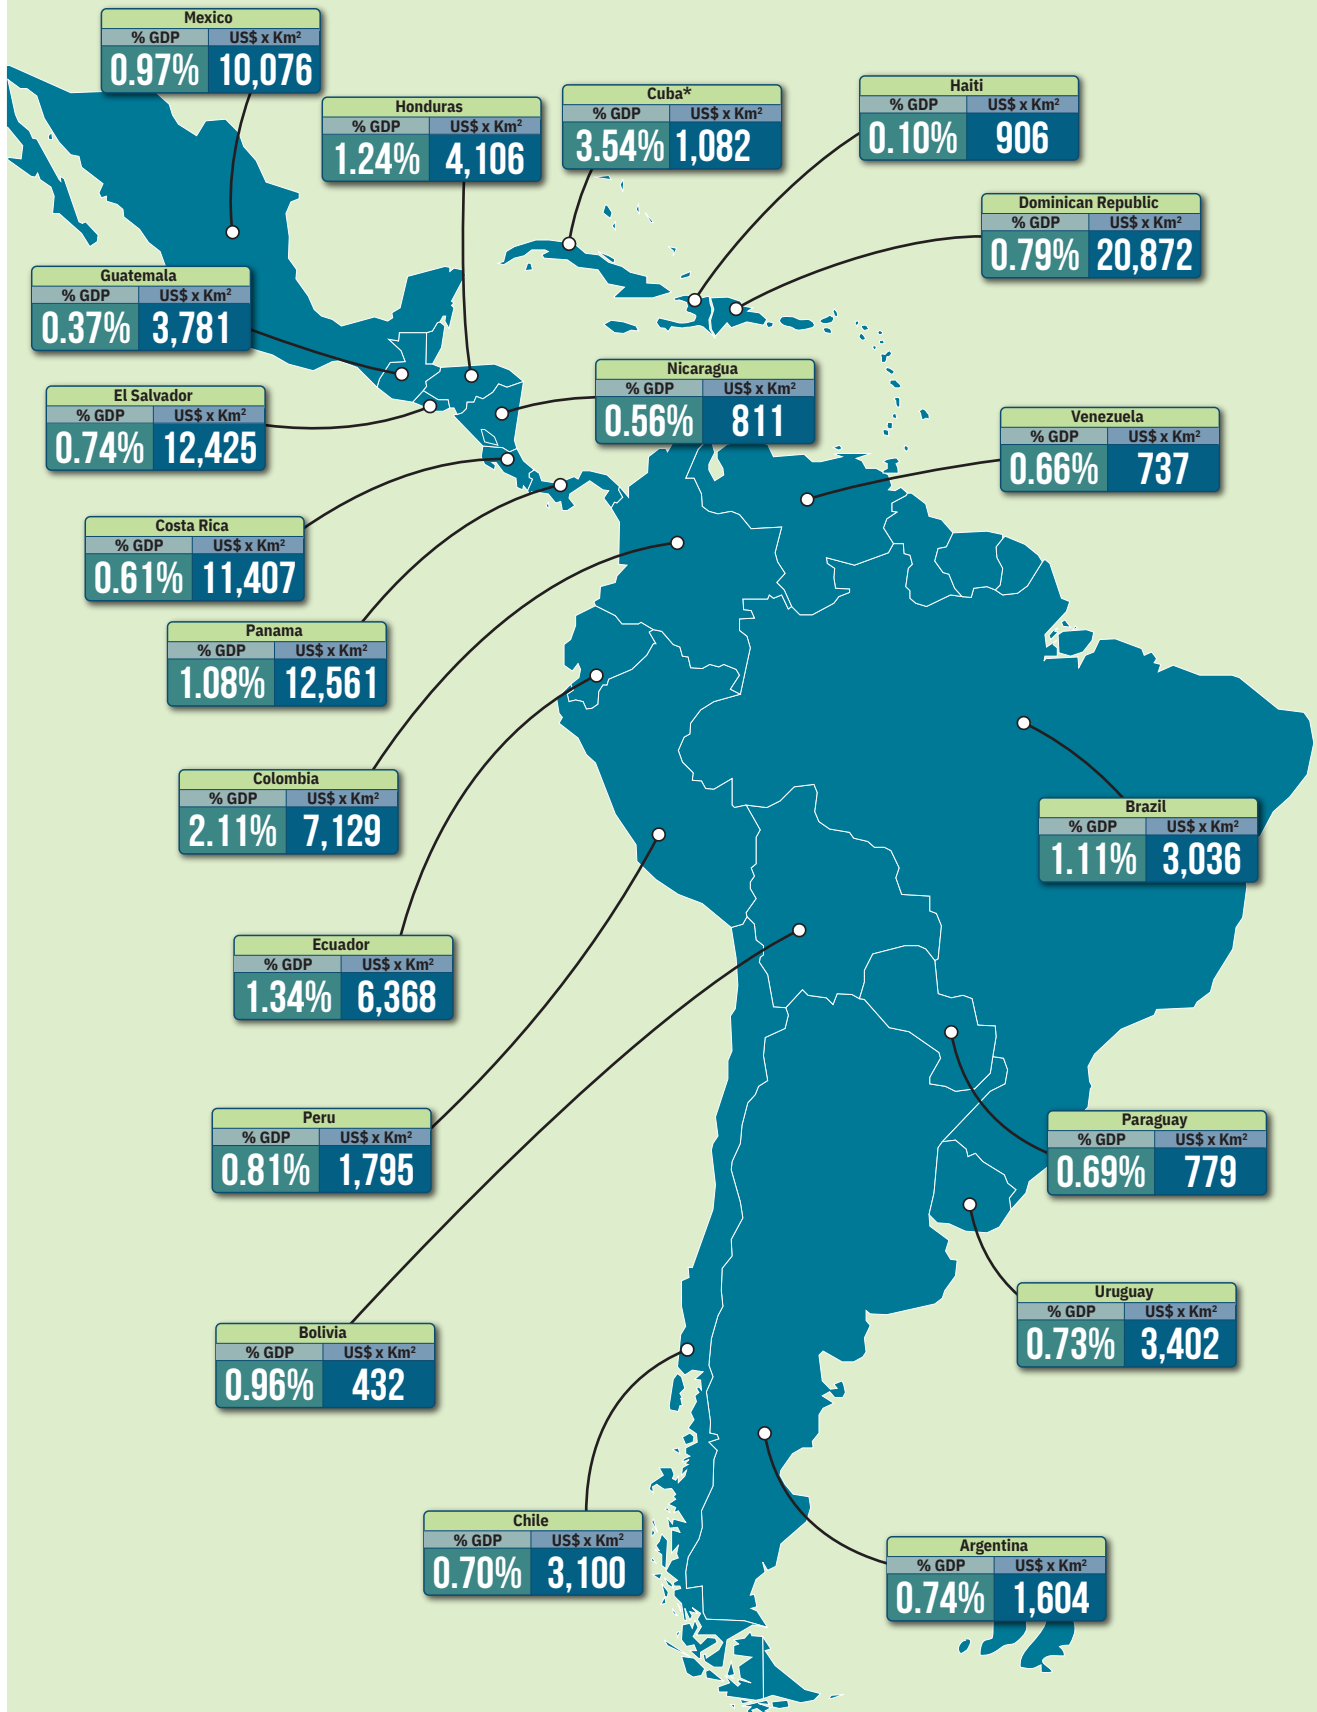 Mexico
% GDP US$ x Km²
0.97% 10,076
Honduras
% GDP US$ x Km²
1.24% 4,106
Cuba*
% GDP US$ x Km²
3.54% 1,082
Haiti
% GDP US$ x Km²
0.10% 906
Dominican Republic
% GDP US$ x Km²
0.79% 20,872
Guatemala
% GDP US$ x Km²
0.37% 3,781
El Salvador
% GDP US$ x Km²
0.74% 12,425
Nicaragua
% GDP US$ x Km²
0.56% 811
Venezuela
% GDP US$ x Km²
0.66% 737
Costa Rica
% GDP US$ x Km²
0.61% 11,407
Panama
% GDP US$ x Km²
1.08% 12,561
Colombia
% GDP US$ x Km²
2.11% 7,129
Brazil
% GDP US$ x Km²
1.11% 3,036
Ecuador
% GDP US$ x Km²
1.34% 6,368
Peru
% GDP US$ x Km²
0.81% 1,795
Paraguay
% GDP US$ x Km²
0.69% 779
Uruguay
% GDP US$ x Km²
0.73% 3,402
Bolivia
% GDP US$ x Km²
0.96% 432
Chile
% GDP US$ x Km²
0.70% 3,100
Argentina
% GDP US$ x Km²
0.74% 1,604